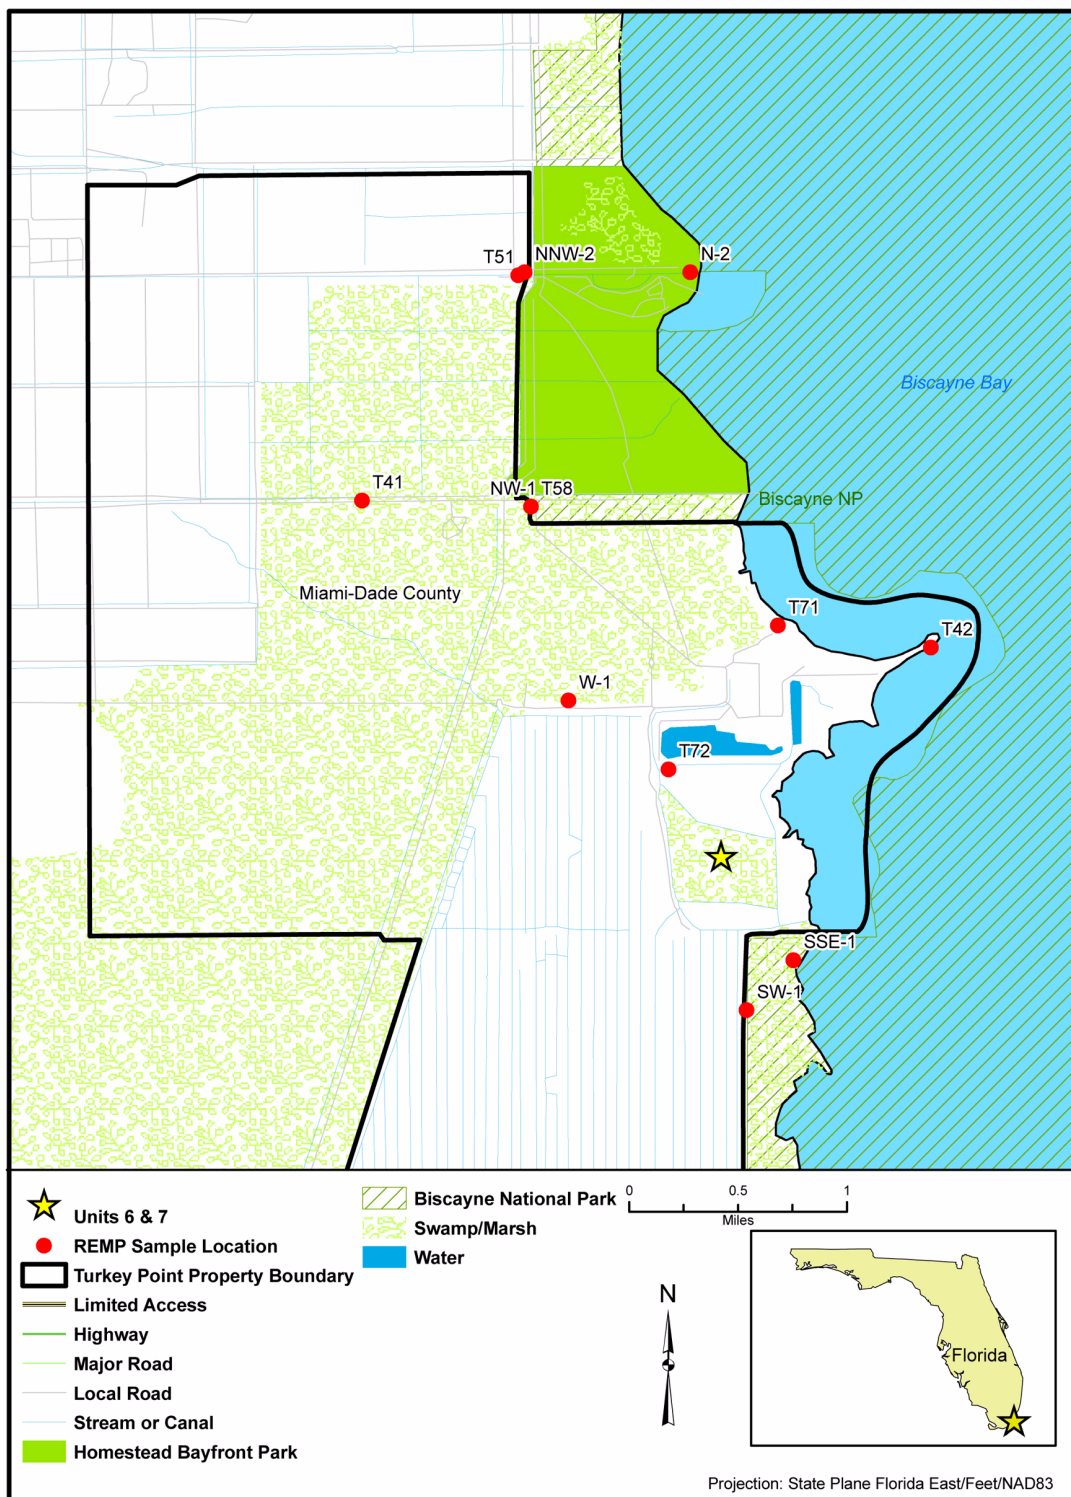 T51
NNW-2
N-2
Biscayne Bay
T41
NW-1 T58
Biscayne NP
Miami-Dade County
T71
T42
W-1
T72
SSE-1
SW-1
Units 6 & 7
REMP Sample Location
Turkey Point Property Boundary
Limited Access
Highway
Major Road
Local Road
Stream or Canal
Homestead Bayfront Park
Biscayne National Park
Swamp/Marsh
Water
0 0.5 1
Miles
N
Florida
Projection: State Plane Florida East/Feet/NAD83